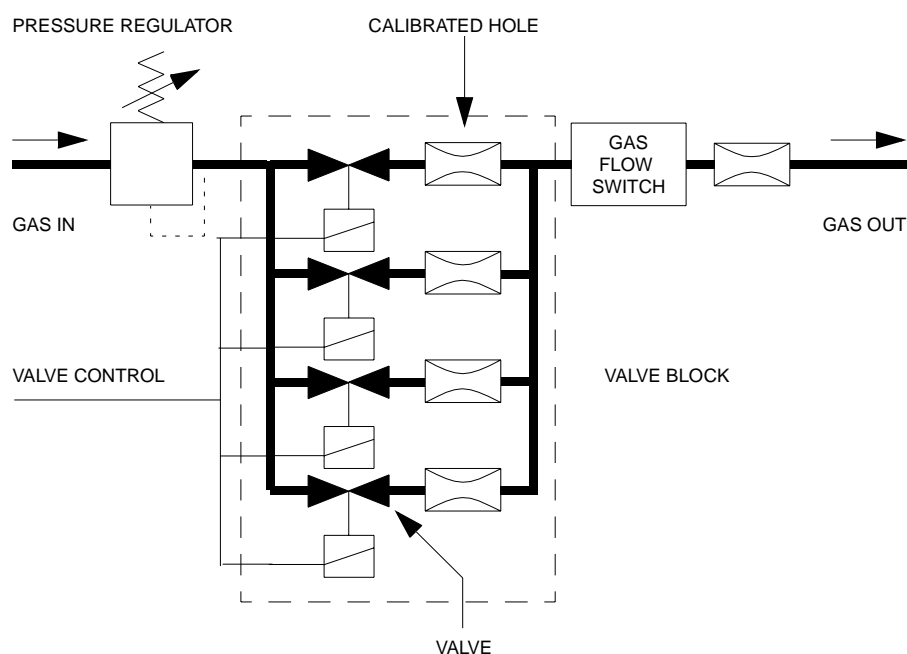 PRESSURE REGULATOR
CALIBRATED HOLE
GAS
FLOW
SWITCH
GAS IN
GAS OUT
VALVE CONTROL
VALVE BLOCK
VALVE